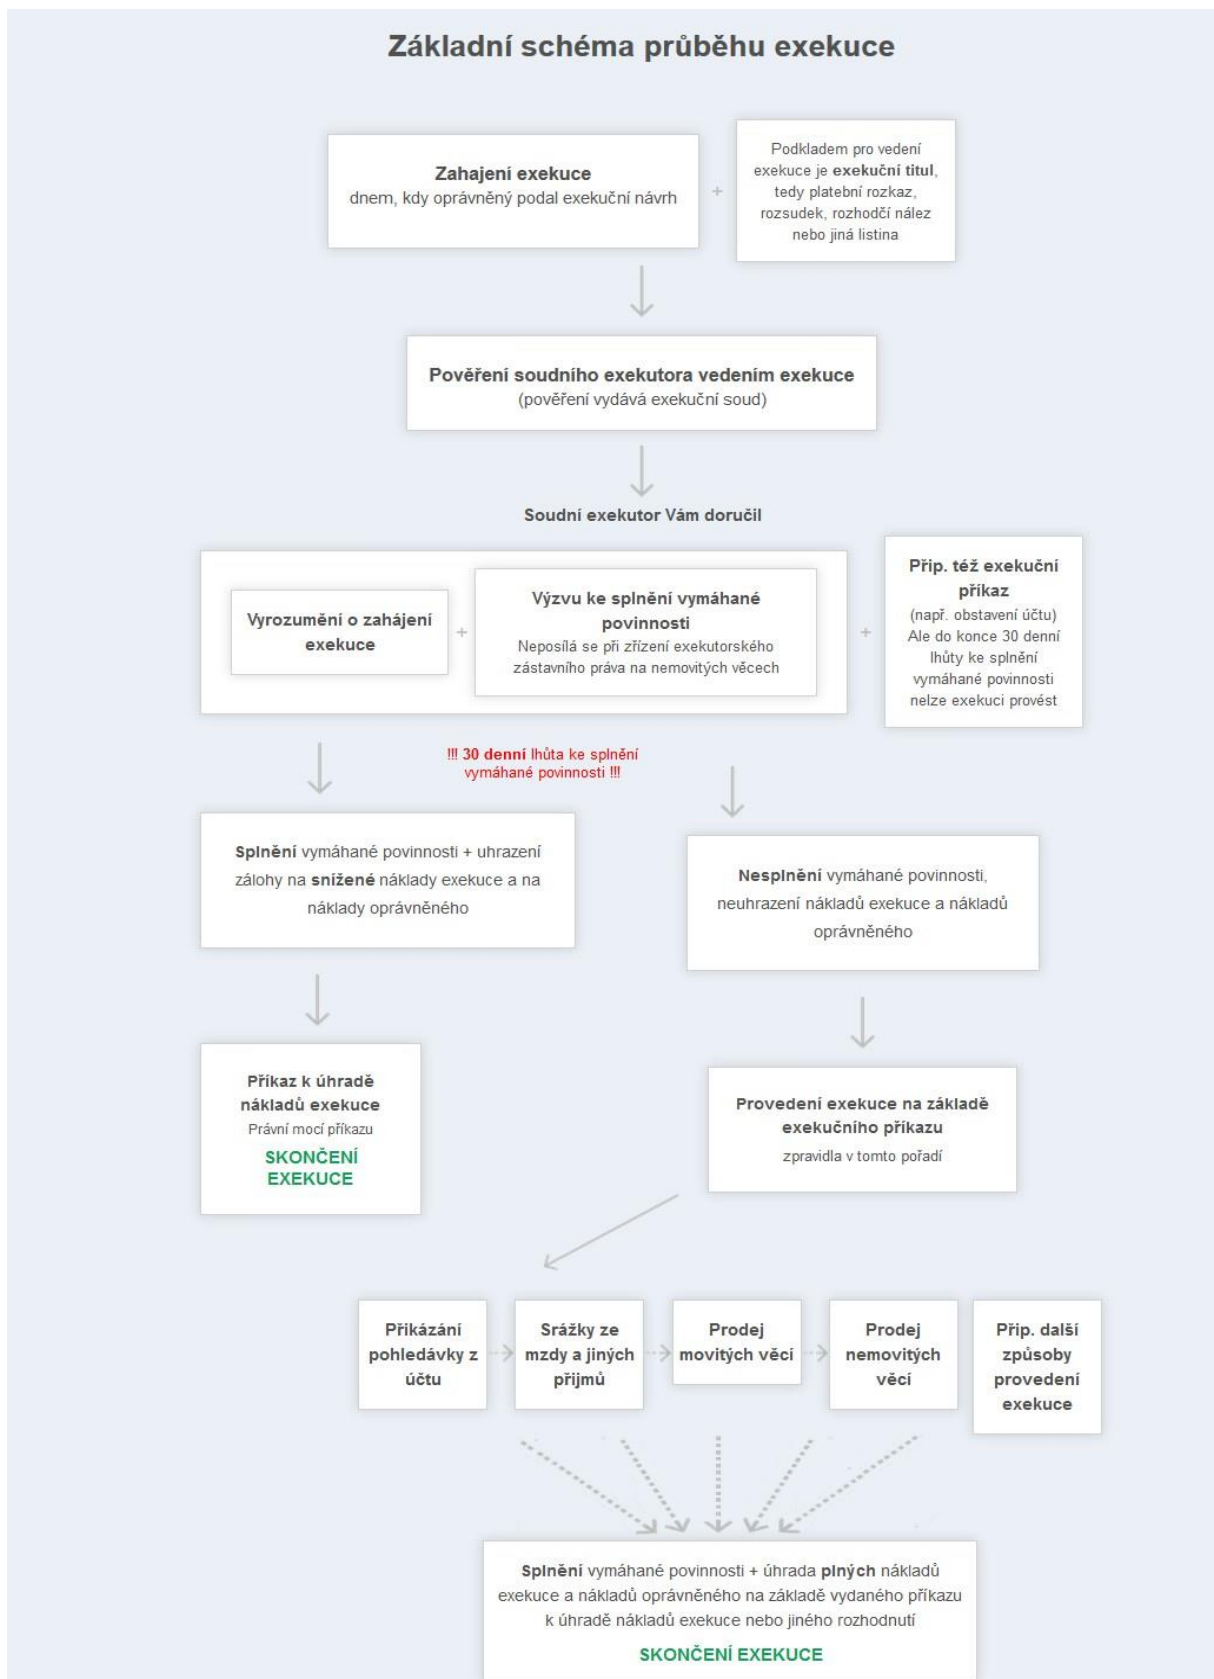 Základní schéma průběhu exekuce
Zahajení exekuce
dnem, kdy oprávněný podal exekuční návrh
+
Podkladem pro vedení
exekuce je exekuční titul,
tedy platební rozkaz,
rozsudek, rozhodčí nález
nebo jiná listina
Pověření soudního exekutora vedením exekuce
(pověření vydává exekuční soud)
Soudní exekutor Vám doručil
Vyrozumění o zahájení
exekuce
+
Výzvu ke splnění vymáhané
povinnosti
Neposílá se při zřízení exekutorského
zástavního práva na nemovitých věcech
+
Přip. též exekuční
příkaz
(např. obstavení účtu)
Ale do konce 30 denní
lhůty ke splnění
vymáhané povinnosti
nelze exekuci provést
!!! 30 denní lhůta ke splnění
vymáhané povinnosti !!!
Splnění vymáhané povinnosti + uhrazení
zálohy na snížené náklady exekuce a na
náklady oprávněného
Nesplnění vymáhané povinnosti,
neuhrazení nákladů exekuce a nákladů
oprávněného
Příkaz k úhradě
nákladů exekuce
Právní mocí příkazu
SKONČENÍ
EXEKUCE
Provedení exekuce na základě
exekučního příkazu
zpravidla v tomto pořadí
Přikázání
pohledávky z
účtu
Srážky ze
mzdy a jiných
přijmů
Prodej
movitých věcí
Prodej
nemovitých
věcí
Přip. další
způsoby
provedení
exekuce
Splnění vymáhané povinnosti + úhrada plných nákladů
exekuce a nákladů oprávněného na základě vydaného příkazu
k úhradě nákladů exekuce nebo jiného rozhodnutí
SKONČENÍ EXEKUCE